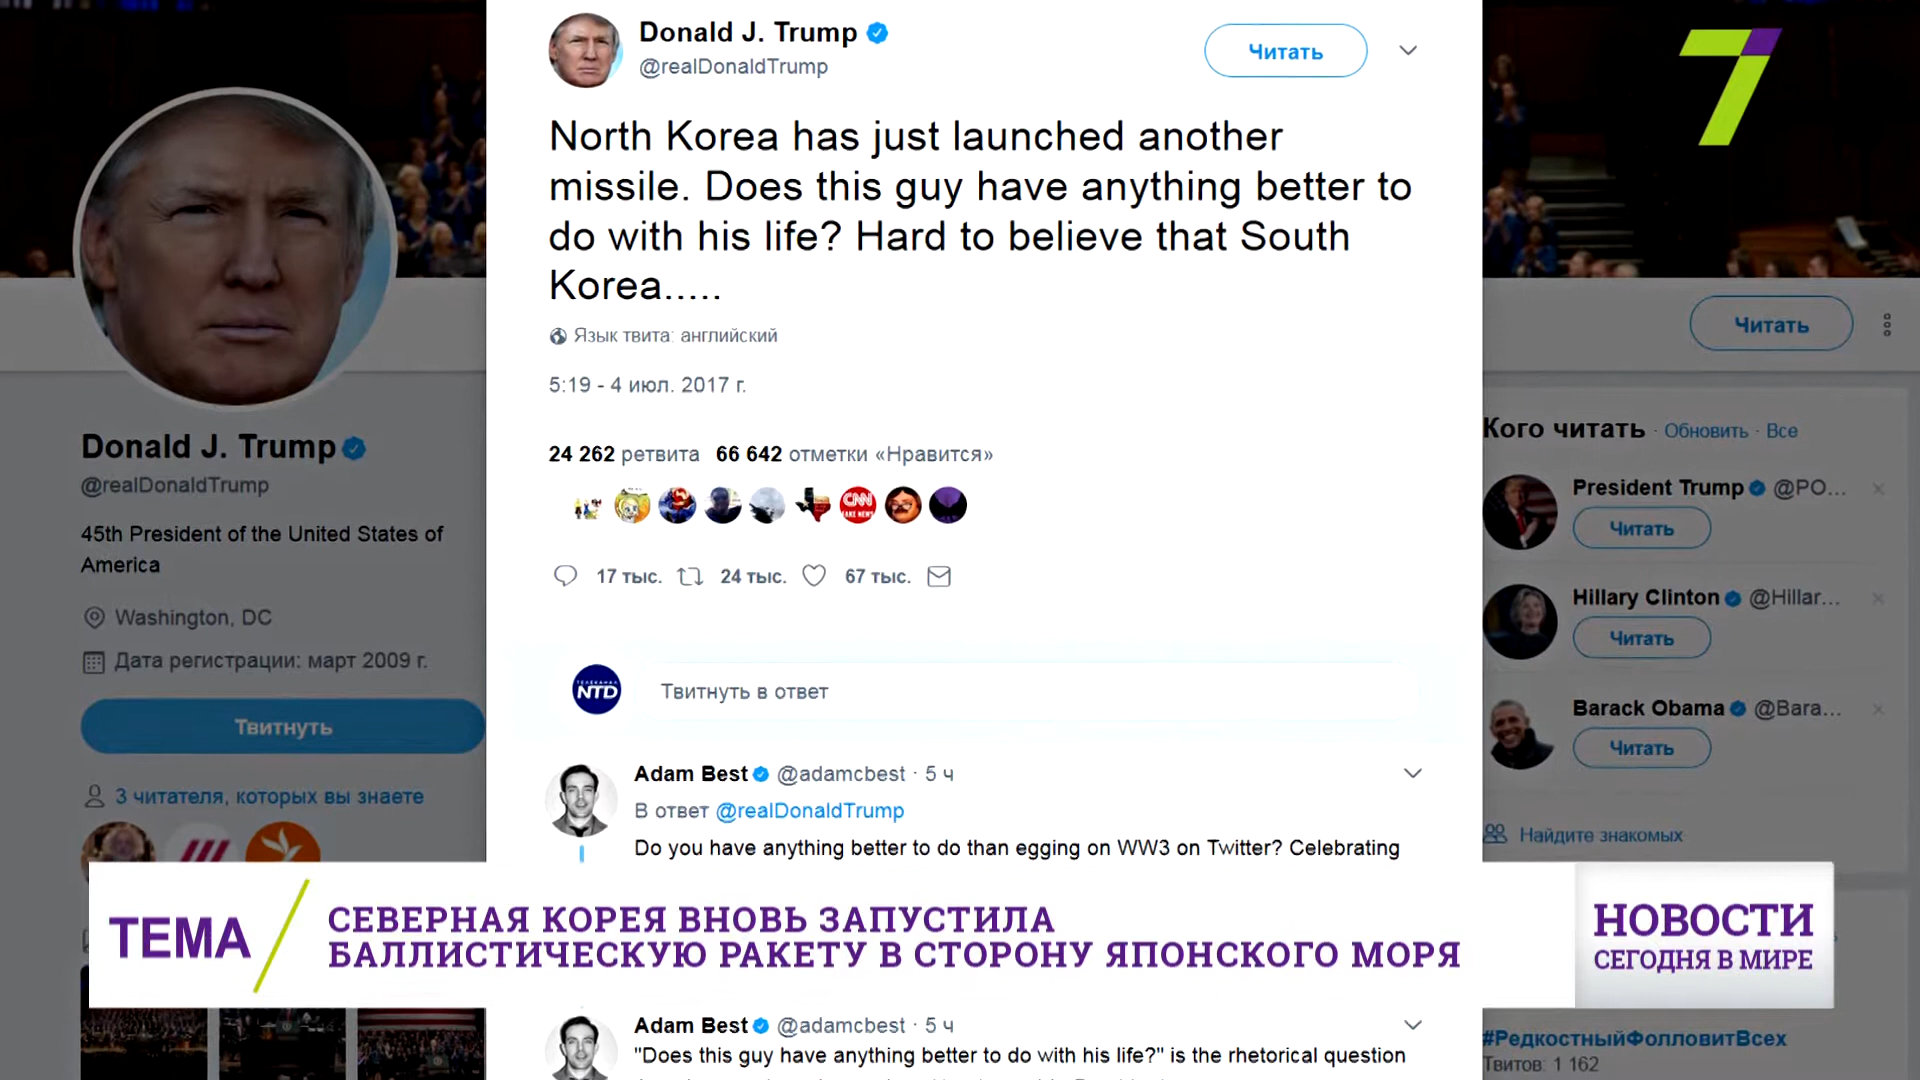 Donald J. Trump
@realDonaldTrump
Читать
7
North Korea has just launched another
missile. Does this guy have anything better to
do with his life? Hard to believe that South
Korea.....
Язык твита: английский
5:19 - 4 июл. 2017 г.
24 262 ретвита 66 642 отметки «Нравится»
CNN
FAKE NEWS
17 тыс. 24 тыс. 67 тыс.
ТЕЛЕКАНАЛ
NTD
Твитнуть в ответ
Adam Best @adamcbest · 5 ч
В ответ @realDonaldTrump
Do you have anything better to do than egging on WW3 on Twitter? Celebrating
Adam Best @adamcbest · 5 ч
"Does this guy have anything better to do with his life?" is the rhetorical question
Donald J. Trump
@realDonaldTrump
45th President of the United States of
America
Washington, DC
Дата регистрации: март 2009 г.
Твитнуть
3 читателя, которых вы знаете
Читать
Кого читать · Обновить · Все
President Trump @PO...
Читать
Hillary Clinton @Hillar...
Читать
Barack Obama @Bara...
Читать
Найдите знакомых
#РедкостныйФолловитВсех
Твитов: 1 162
ТЕМА
СЕВЕРНАЯ КОРЕЯ ВНОВЬ ЗАПУСТИЛА
БАЛЛИСТИЧЕСКУЮ РАКЕТУ В СТОРОНУ ЯПОНСКОГО МОРЯ
НОВОСТИ
СЕГОДНЯ В МИРЕ